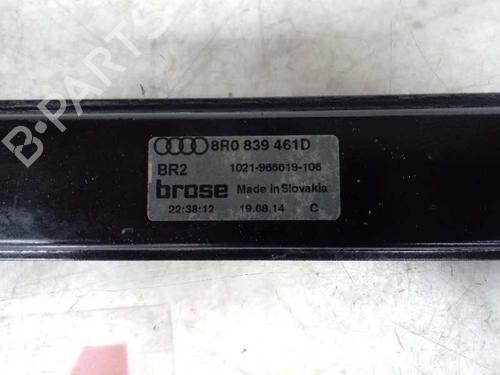 B-PARTS
8R0 839 461D
BR2 1021-966619-106
brose Made in Slovakia
22:38:12 19.08.14 C